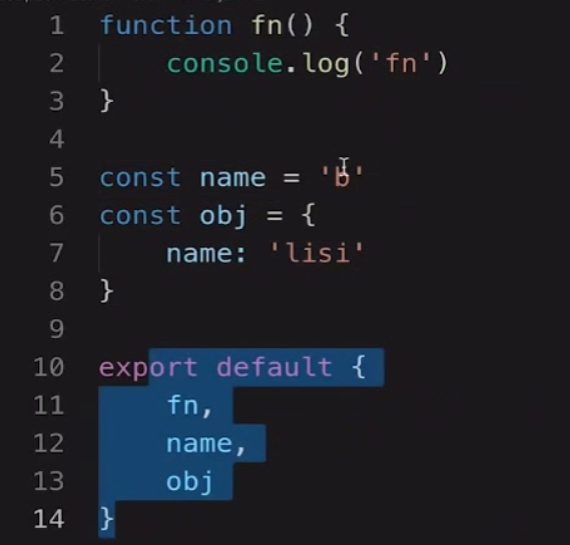 1 function fn() {
2     console.log('fn')
3 }
4
5 const name = 'b'
6 const obj = {
7     name: 'lisi'
8 }
9
10 export default {
11     fn,
12     name,
13     obj
14 }